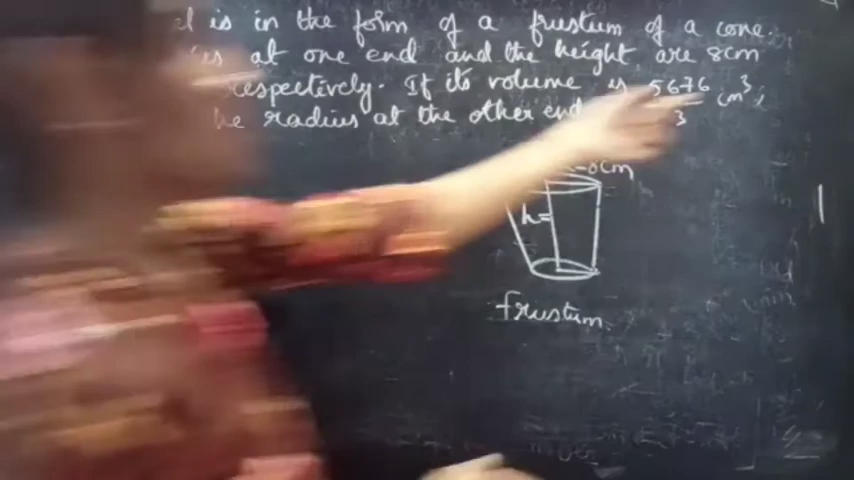 is in the form of a frustum of a cone.
at one end and the height are 8cm
respectively. If its volume is 5676/3 cm³,
radius at the other end
8cm
h=
frustum